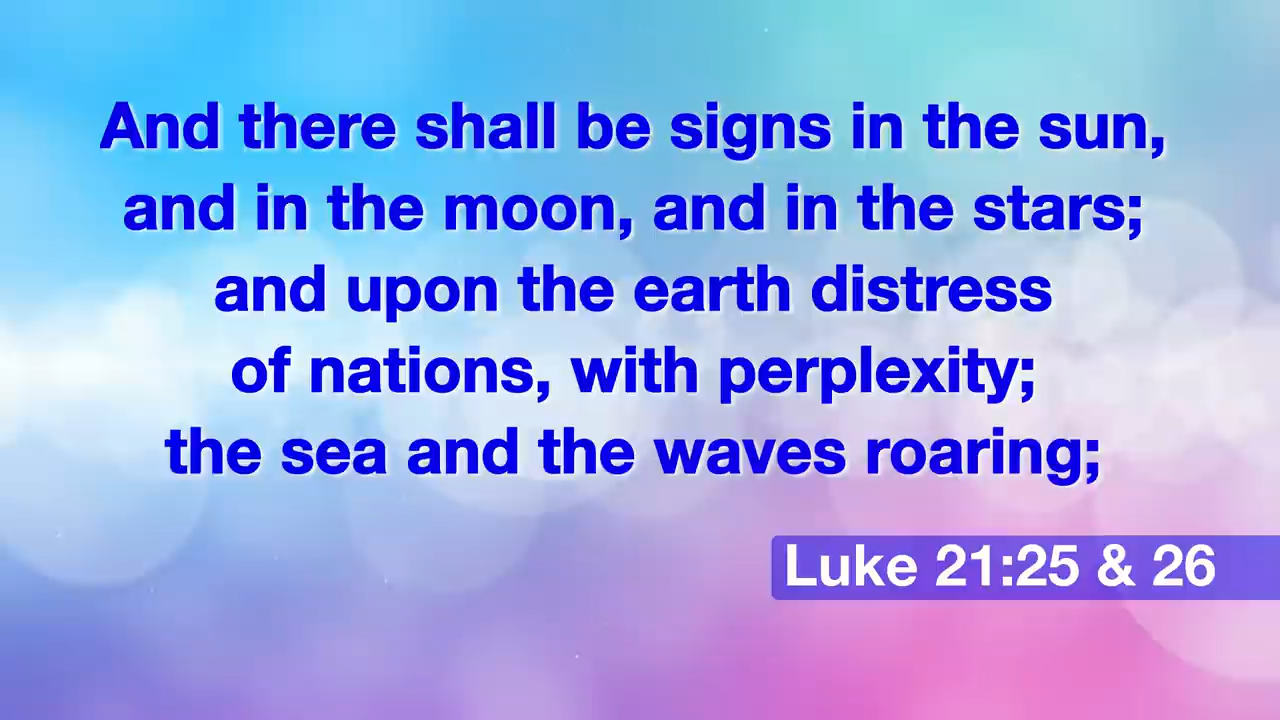 And there shall be signs in the sun,
and in the moon, and in the stars;
and upon the earth distress
of nations, with perplexity;
the sea and the waves roaring;
Luke 21:25 & 26